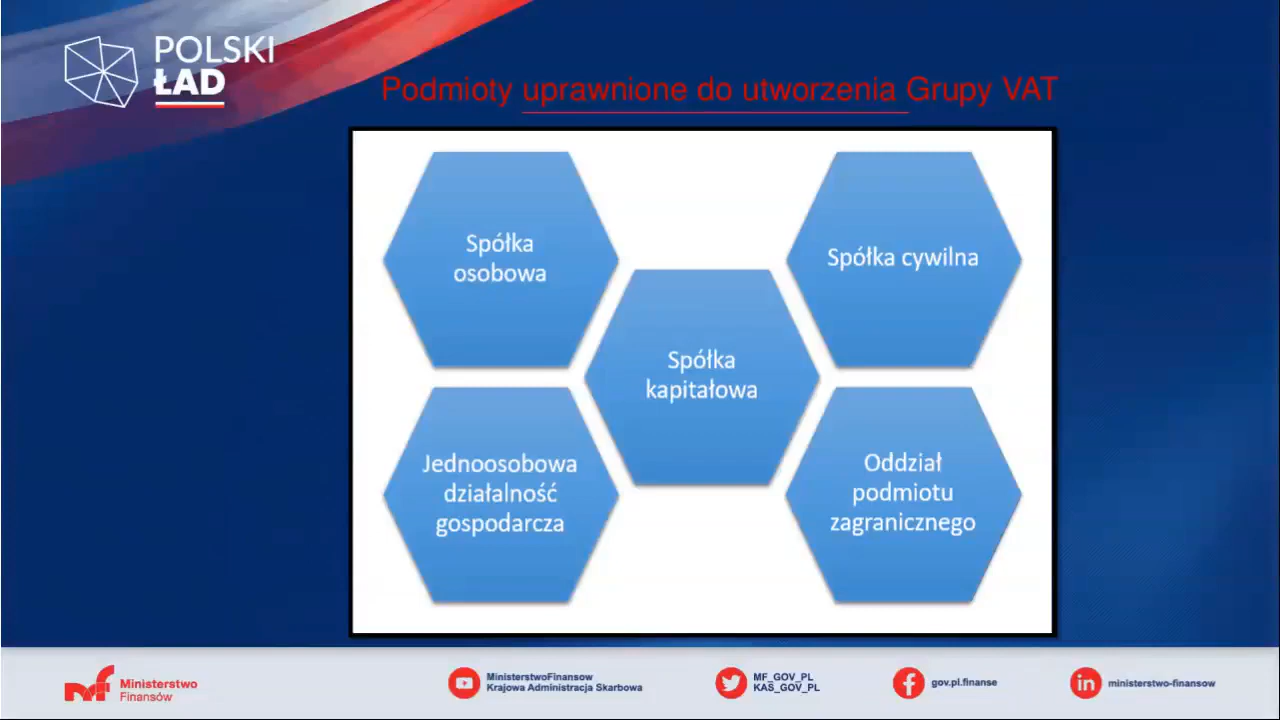 POLSKI
ŁAD
Podmioty uprawnione do utworzenia Grupy VAT
Spółka
osobowa
Spółka cywilna
Spółka
kapitałowa
Jednoosobowa
działalność
gospodarcza
Oddział
podmiotu
zagranicznego
Ministerstwo
Finansów
MinisterstwoFinansow
Krajowa Administracja Skarbowa
MF_GOV_PL
KAS_GOV_PL
gov.pl.finanse
in
ministerstwo-finansow